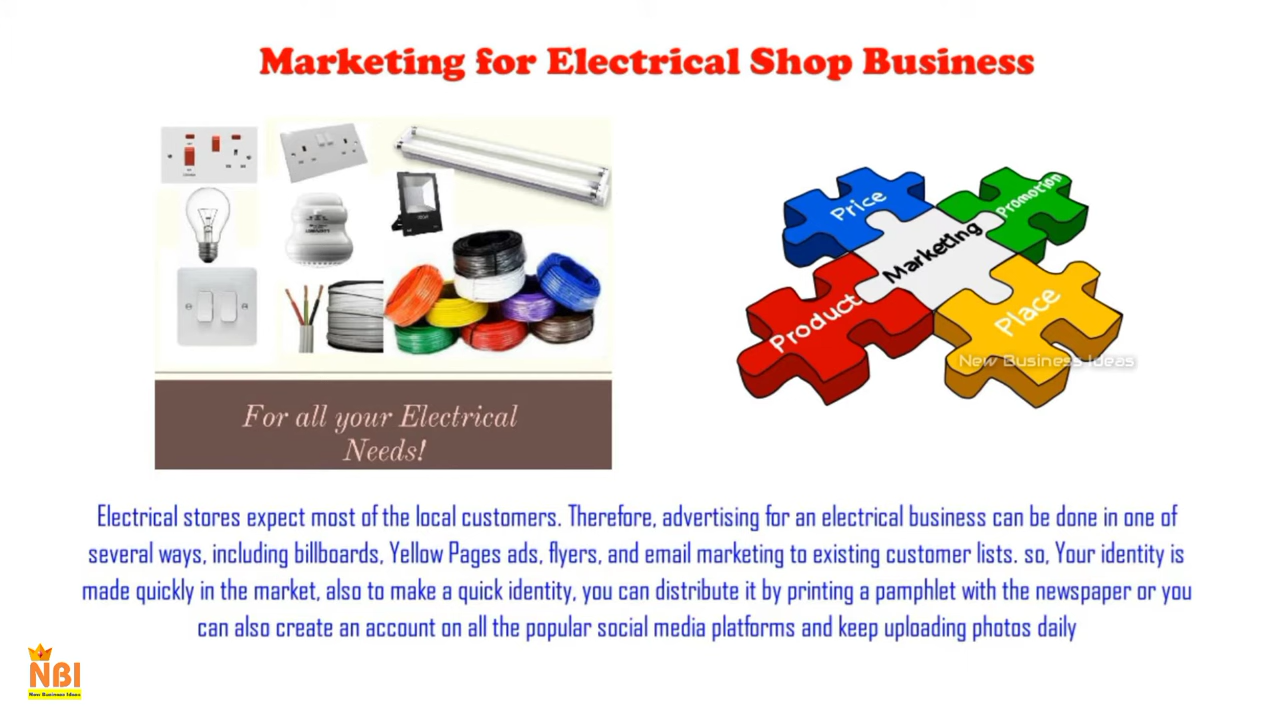 Marketing for Electrical Shop Business
Price
Promotion
Marketing
Product
Place
New Business Ideas
For all your Electrical
Needs!
Electrical stores expect most of the local customers. Therefore, advertising for an electrical business can be done in one of
several ways, including billboards, Yellow Pages ads, flyers, and email marketing to existing customer lists. so, Your identity is
made quickly in the market, also to make a quick identity, you can distribute it by printing a pamphlet with the newspaper or you
can also create an account on all the popular social media platforms and keep uploading photos daily
NBI
New Business Ideas